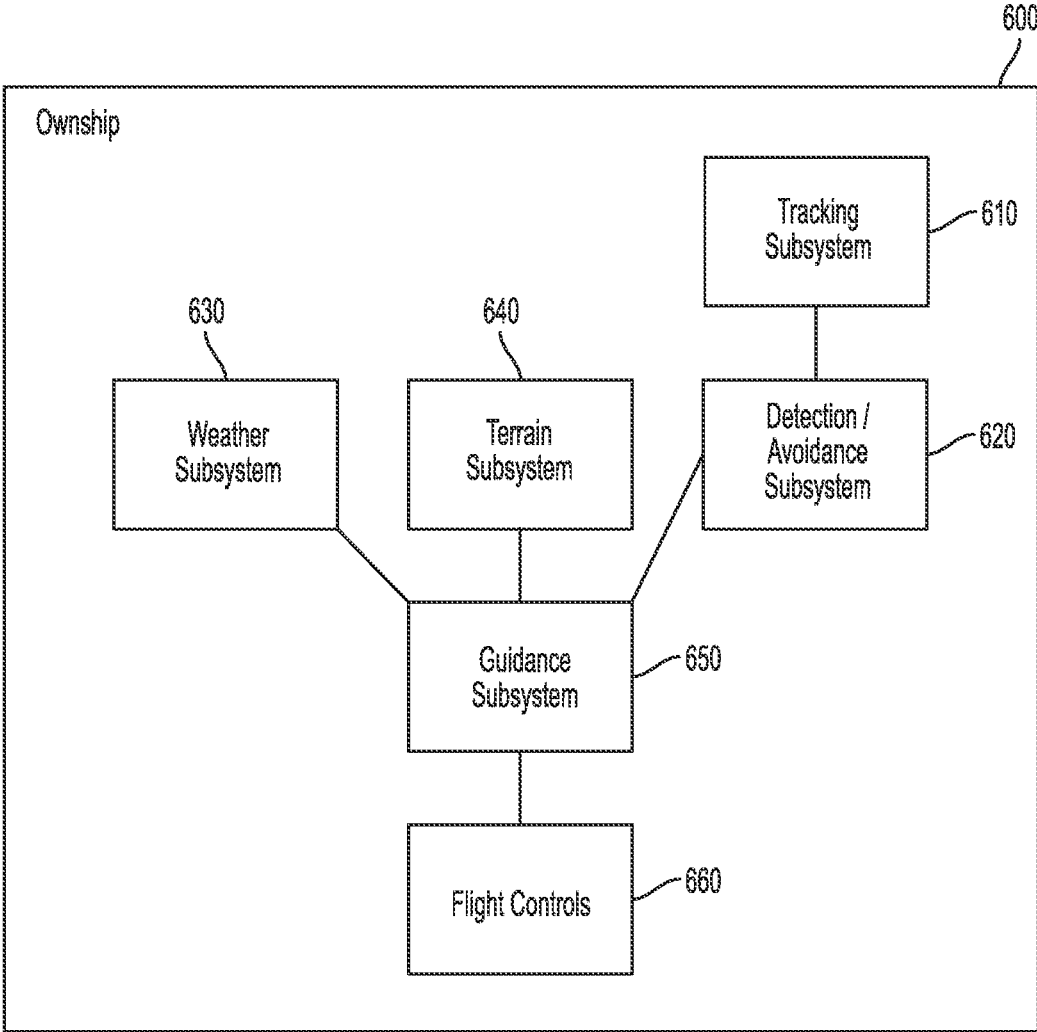 600
Ownship
Tracking
Subsystem
610
630
640
Weather
Subsystem
Terrain
Subsystem
Detection /
Avoidance
Subsystem
620
Guidance
Subsystem
650
Flight Controls
660